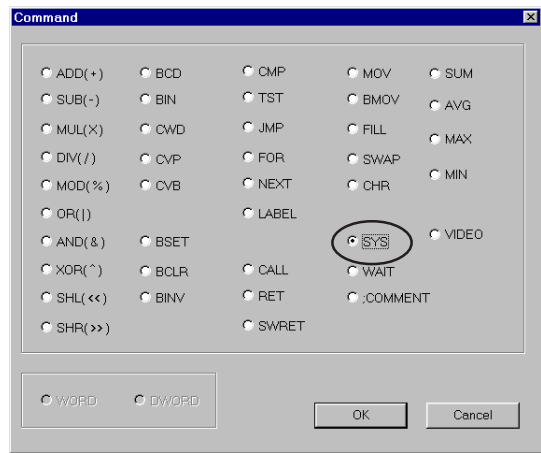 Command
ADD(+) BCD CMP MOV SUM
SUB(-) BIN TST BMOV AVG
MUL(X) CWD JMP FILL MAX
DIV(/) CVP FOR SWAP MIN
MOD(%) CVB NEXT CHR
OR(|) LABEL
AND(&) BSET SYS VIDEO
XOR(^) BCLR CALL WAIT
SHL(<<) BINV RET ;COMMENT
SHR(>>) SWRET
WORD DWORD
OK Cancel